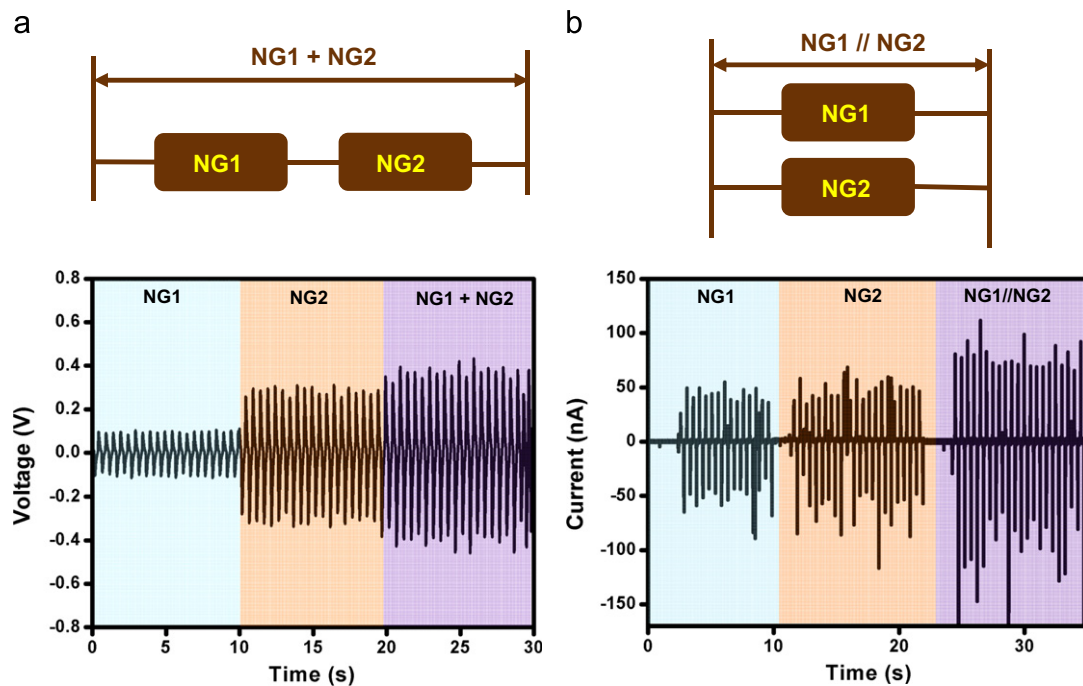 a
NG1 + NG2
NG1
NG2
0.8
0.6
0.4
0.2
0.0
-0.2
-0.4
-0.6
-0.8
Voltage (V)
NG1
NG2
NG1 + NG2
0
5
10
15
20
25
30
Time (s)
b
NG1 // NG2
NG1
NG2
150
100
50
0
-50
-100
-150
Current (nA)
NG1
NG2
NG1//NG2
0
10
20
30
Time (s)